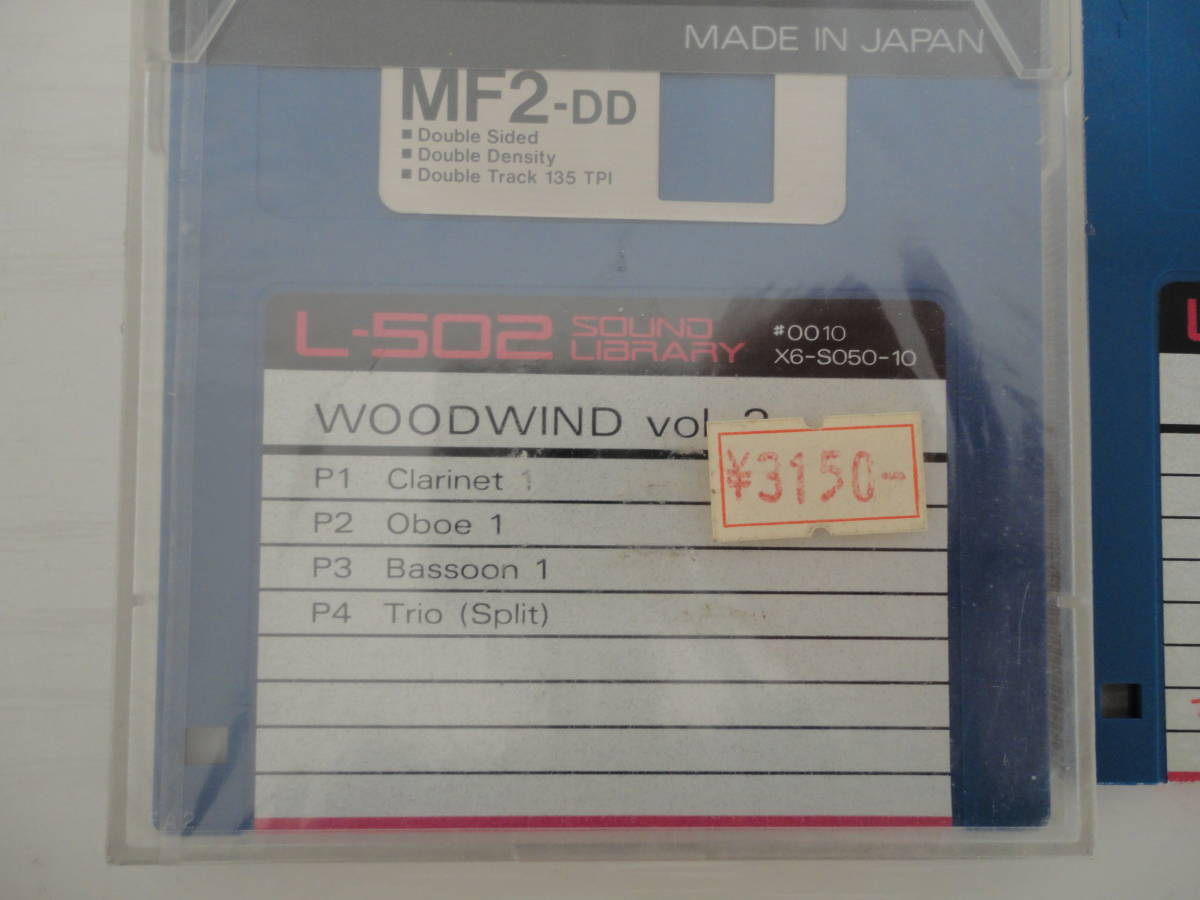 MADE IN JAPAN
MF2-DD
■ Double Sided
■ Double Density
■ Double Track 135 TPI
L-502 SOUND LIBRARY
#0010
X6-S050-10
WOODWIND vol.
¥3150-
P1 Clarinet 1
P2 Oboe 1
P3 Bassoon 1
P4 Trio (Split)